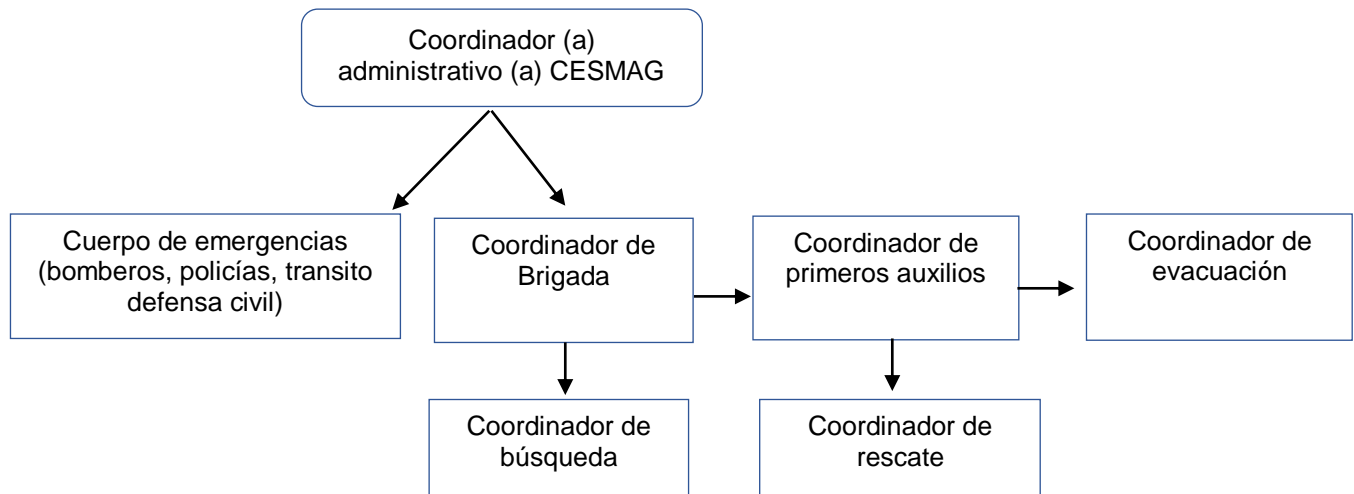 Coordinador (a)
administrativo (a) CESMAG
Cuerpo de emergencias
(bomberos, policías, transito
defensa civil)
Coordinador de
Brigada
Coordinador de
primeros auxilios
Coordinador de
evacuación
Coordinador de
búsqueda
Coordinador de
rescate